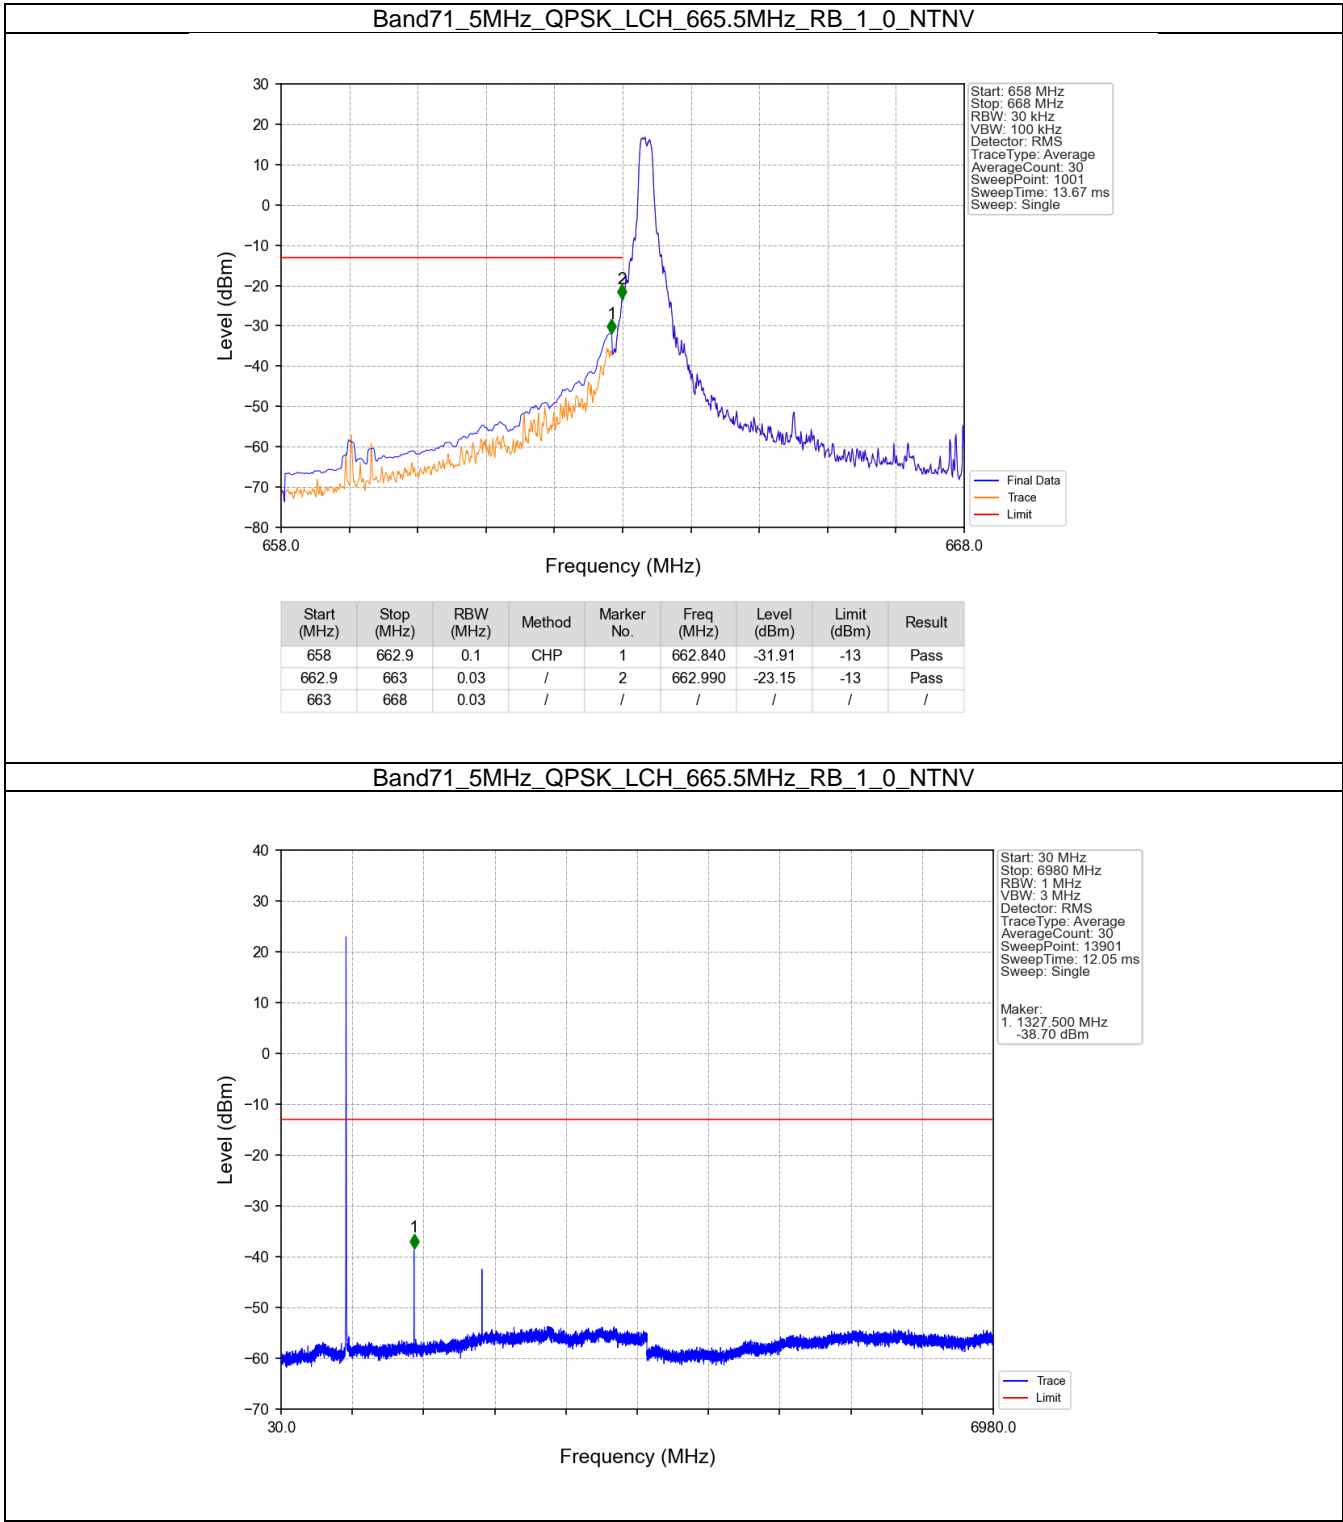 Band71_5MHz_QPSK_LCH_665.5MHz_RB_1_0_NTNV
30
20
10
0
−10
−20
−30
−40
−50
−60
−70
−80
Level (dBm)
1
2
658.0
668.0
Frequency (MHz)
Start: 658 MHz
Stop: 668 MHz
RBW: 30 kHz
VBW: 100 kHz
Detector: RMS
TraceType: Average
AverageCount: 30
SweepPoint: 1001
SweepTime: 13.67 ms
Sweep: Single
Final Data
Trace
Limit
Start (MHz) Stop (MHz) RBW (MHz) Method Marker No. Freq (MHz) Level (dBm) Limit (dBm) Result
658 662.9 0.1 CHP 1 662.840 -31.91 -13 Pass
662.9 663 0.03 / 2 662.990 -23.15 -13 Pass
663 668 0.03 / / / / / /
Band71_5MHz_QPSK_LCH_665.5MHz_RB_1_0_NTNV
40
30
20
10
0
−10
−20
−30
−40
−50
−60
−70
Level (dBm)
1
30.0
6980.0
Frequency (MHz)
Start: 30 MHz
Stop: 6980 MHz
RBW: 1 MHz
VBW: 3 MHz
Detector: RMS
TraceType: Average
AverageCount: 30
SweepPoint: 13901
SweepTime: 12.05 ms
Sweep: Single
Maker:
1. 1327.500 MHz
-38.70 dBm
Trace
Limit